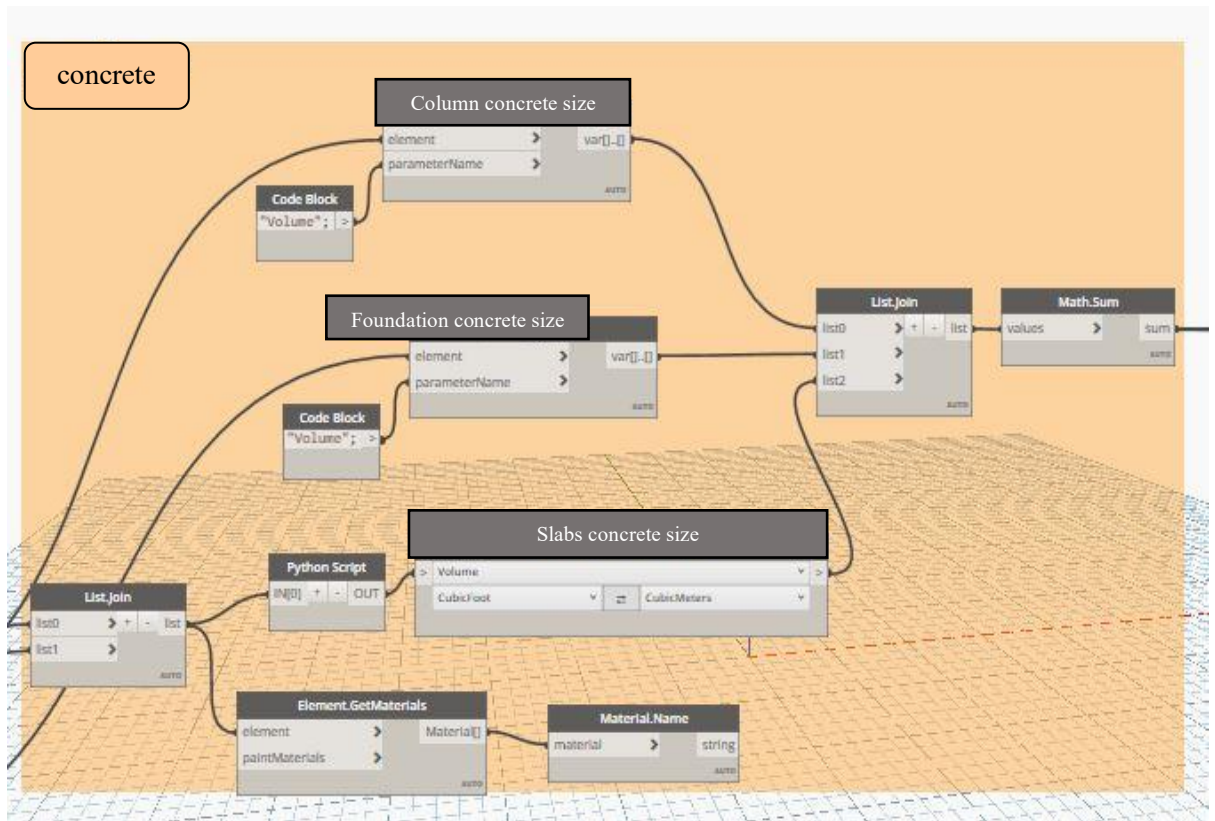 concrete
Column concrete size
element > var[]..[]
parameterName >
AUTO
Code Block
"Volume"; >
Foundation concrete size
element > var[]..[]
parameterName >
AUTO
Code Block
"Volume"; >
List.Join
list0 > + - list
list1 >
list2 >
AUTO
Math.Sum
values > sum
AUTO
Slabs concrete size
> Volume >
CubicFoot ⇄ CubicMeters
Python Script
IN[0] + - OUT
List.Join
list0 > + - list
list1 >
AUTO
Element.GetMaterials
element > Material[]
paintMaterials >
AUTO
Material.Name
material > string
AUTO